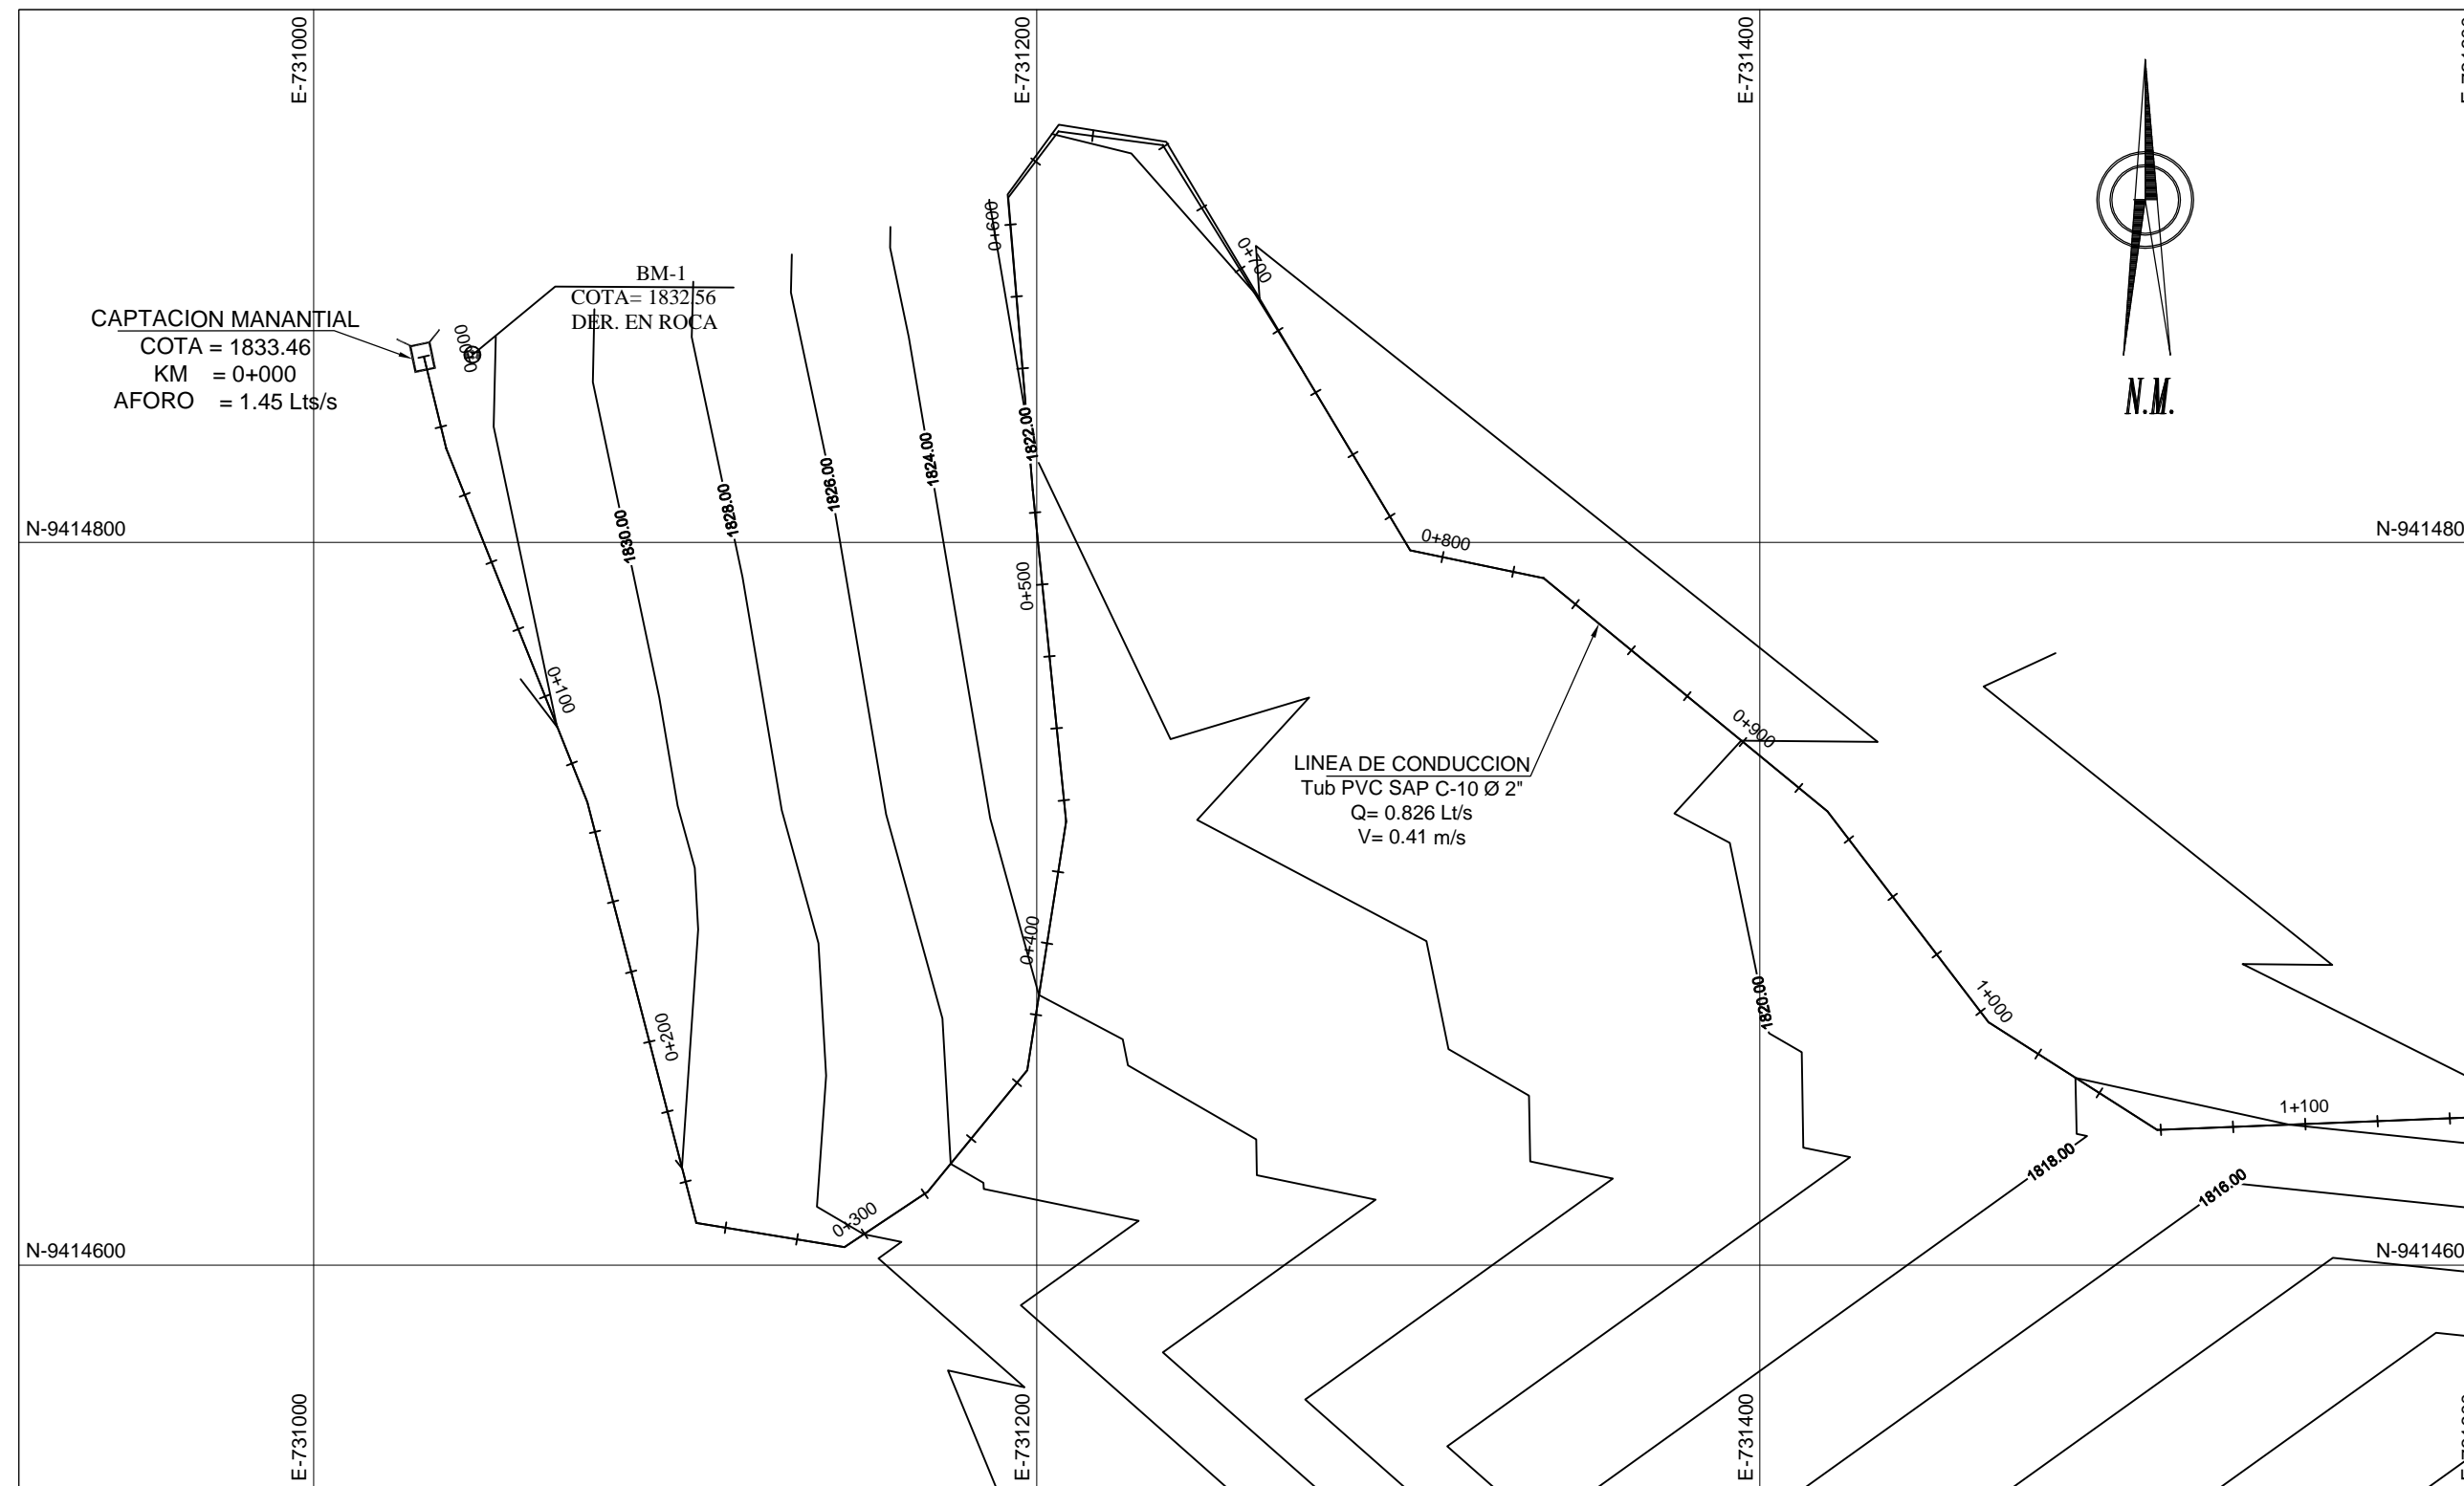 E-731000
E-731200
E-731400
BM-1
COTA= 1832.56
DER. EN ROCA
CAPTACION MANANTIAL
COTA = 1833.46
KM = 0+000
AFORO = 1.45 Lts/s
0+000
0+600
0+700
N.M.
1822.00
1824.00
1826.00
1828.00
1830.00
N-9414800
N-941480
0+800
0+500
0+100
0+900
LINEA DE CONDUCCION
Tub PVC SAP C-10 Ø 2"
Q= 0.826 Lt/s
V= 0.41 m/s
0+400
1820.00
1+000
0+200
1+100
1818.00
1816.00
0+300
N-9414600
N-941460
E-731000
E-731200
E-731400